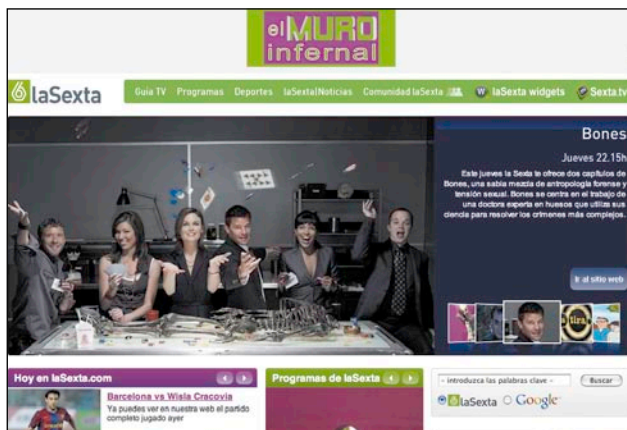 el MURO
infernal
6 laSexta
Guía TV Programas Deportes laSexta|Noticias Comunidad laSexta W laSexta widgets Sexta.tv
Bones
Jueves 22.15h
Este jueves la Sexta te ofrece dos capítulos de
Bones, una sabia mezcla de antropología forense y
tensión sexual. Bones se centra en el trabajo de
una doctora experta en huesos que utiliza sus
ciencia para resolver los crímenes más complejos.
Ir al sitio web
Hoy en laSexta.com
Barcelona vs Wisla Cracovia
Ya puedes ver en nuestra web el partido
completo jugado ayer
Programas de laSexta
- introduzca las palabras clave -
Buscar
6 laSexta Google